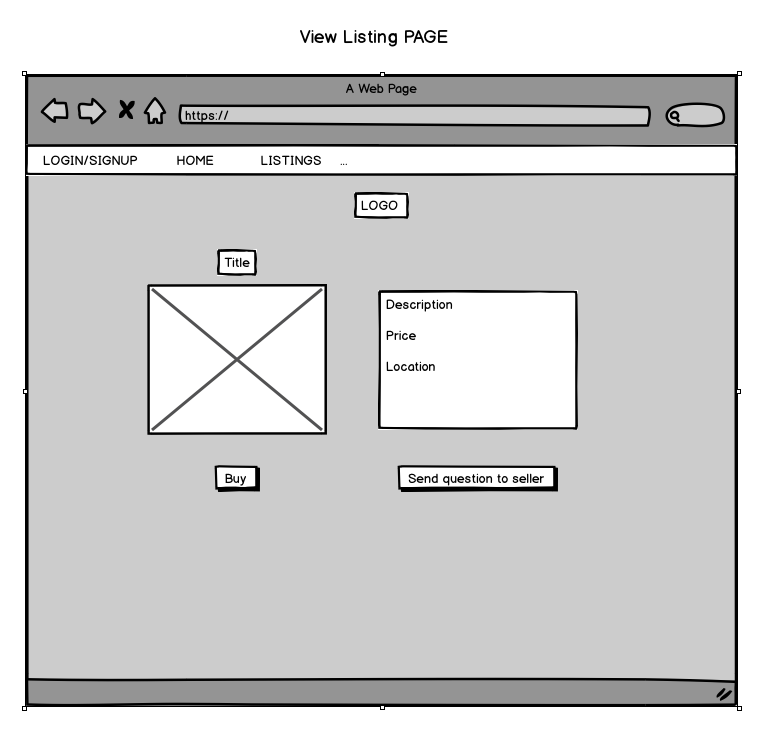 View Listing PAGE
A Web Page
https://
LOGIN/SIGNUP HOME LISTINGS ...
LOGO
Title
Description
Price
Location
Buy
Send question to seller